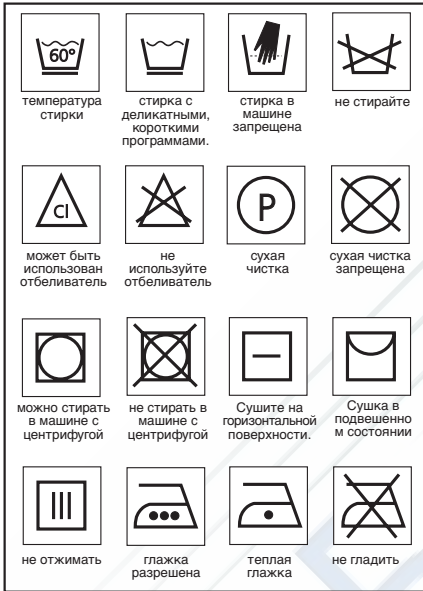 60°
температура
стирки
стирка с
деликатными,
короткими
программами.
стирка в
машине
запрещена
не стирайте
Cl
может быть
использован
отбеливатель
не
используйте
отбеливатель
P
сухая
чистка
сухая чистка
запрещена
можно стирать
в машине с
центрифугой
не стирать в
машине с
центрифугой
Сушите на
горизонтальной
поверхности.
Сушка в
подвешенно
м состоянии
не отжимать
глажка
разрешена
теплая
глажка
не гладить